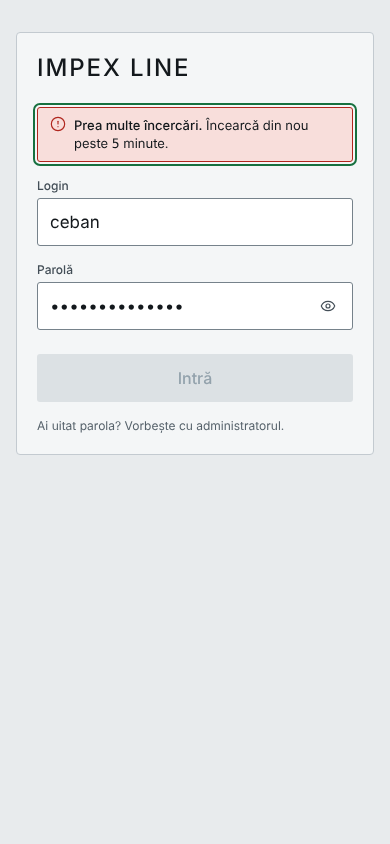 IMPEX LINE
Prea multe încercări. Încearcă din nou
peste 5 minute.
Login
ceban
Parolă
••••••••••••••
Intră
Ai uitat parola? Vorbește cu administratorul.